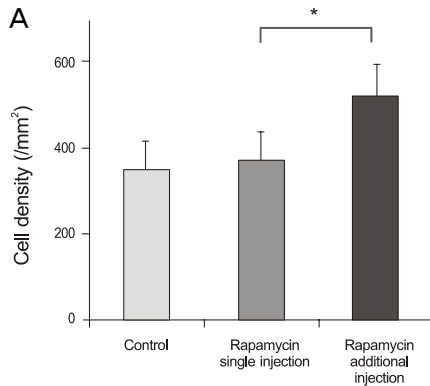 A
*
600
400
200
0
Cell density (/mm²)
Control
Rapamycin
single injection
Rapamycin
additional
injection